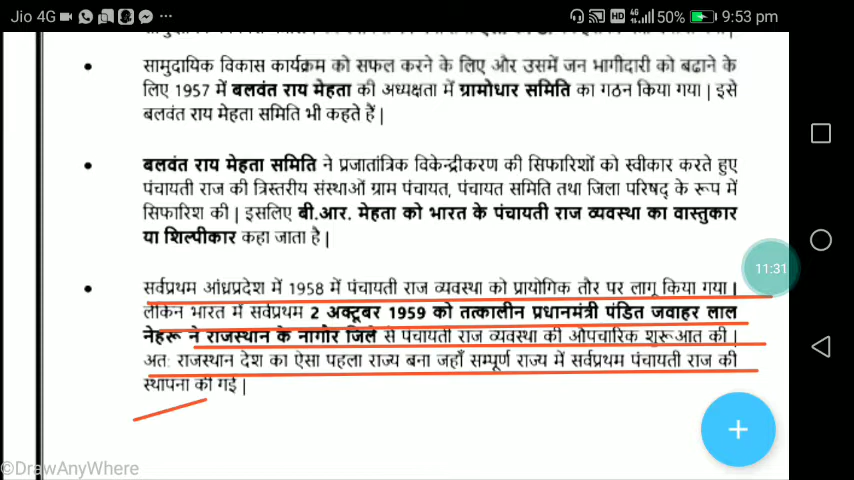 Jio 4G ... HD 4G 50% 9:53 pm
सामुदायिक विकास कार्यक्रम को सफल करने के लिए और उसमें जन भागीदारी को बढाने के
लिए 1957 में बलवंत राय मेहता की अध्यक्षता में ग्रामोधार समिति का गठन किया गया | इसे
बलवंत राय मेहता समिति भी कहते हैं |
बलवंत राय मेहता समिति ने प्रजातांत्रिक विकेन्द्रीकरण की सिफारिशों को स्वीकार करते हुए
पंचायती राज की त्रिस्तरीय संस्थाओं ग्राम पंचायत, पंचायत समिति तथा जिला परिषद् के रूप में
सिफारिश की | इसलिए बी.आर. मेहता को भारत के पंचायती राज व्यवस्था का वास्तुकार
या शिल्पीकार कहा जाता है |
11:31
सर्वप्रथम आंध्रप्रदेश में 1958 में पंचायती राज व्यवस्था को प्रायोगिक तौर पर लागू किया गया |
लेकिन भारत में सर्वप्रथम 2 अक्टूबर 1959 को तत्कालीन प्रधानमंत्री पंडित जवाहर लाल
नेहरू ने राजस्थान के नागौर जिले से पंचायती राज व्यवस्था की औपचारिक शुरूआत की |
अत: राजस्थान देश का ऐसा पहला राज्य बना जहाँ सम्पूर्ण राज्य में सर्वप्रथम पंचायती राज की
स्थापना की गई |
©DrawAnyWhere